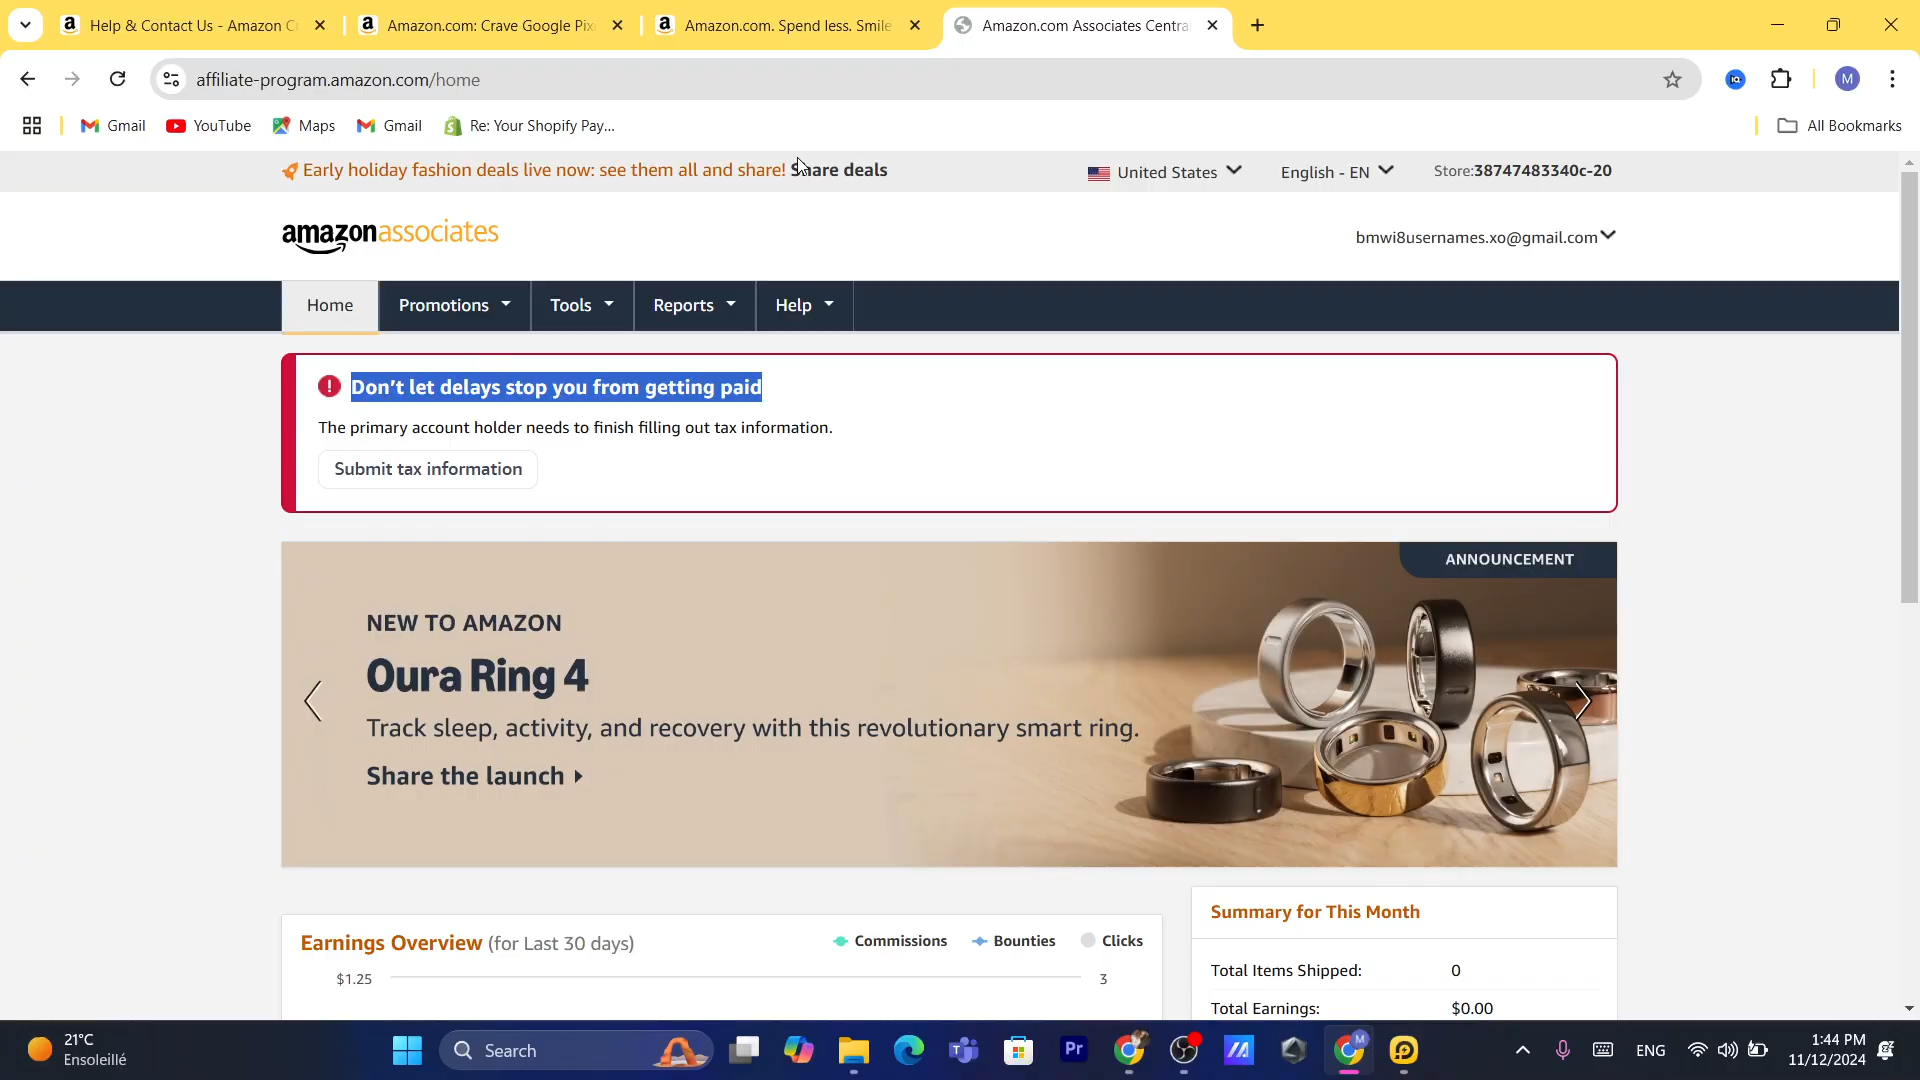 Help & Contact Us - Amazon C
Amazon.com: Crave Google Pix
Amazon.com. Spend less. Smile
Amazon.com Associates Central
affiliate-program.amazon.com/home
M
Gmail
YouTube
Maps
Gmail
Re: Your Shopify Pay...
All Bookmarks
Early holiday fashion deals live now: see them all and share! Share deals
United States
English - EN
Store:38747483340c-20
amazonassociates
bmwi8usernames.xo@gmail.com
Home
Promotions
Tools
Reports
Help
Don't let delays stop you from getting paid
The primary account holder needs to finish filling out tax information.
Submit tax information
ANNOUNCEMENT
NEW TO AMAZON
Oura Ring 4
Track sleep, activity, and recovery with this revolutionary smart ring.
Share the launch
Earnings Overview (for Last 30 days)
Commissions
Bounties
Clicks
$1.25
3
Summary for This Month
Total Items Shipped: 0
Total Earnings: $0.00
21°C
Ensoleillé
Search
Pr
M
ENG
1:44 PM
11/12/2024